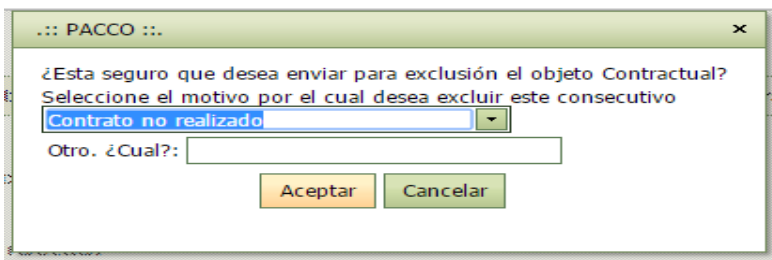 .:: PACCO ::.
¿Esta seguro que desea enviar para exclusión el objeto Contractual?
Seleccione el motivo por el cual desea excluir este consecutivo
Contrato no realizado
Otro. ¿Cual?:
Aceptar Cancelar